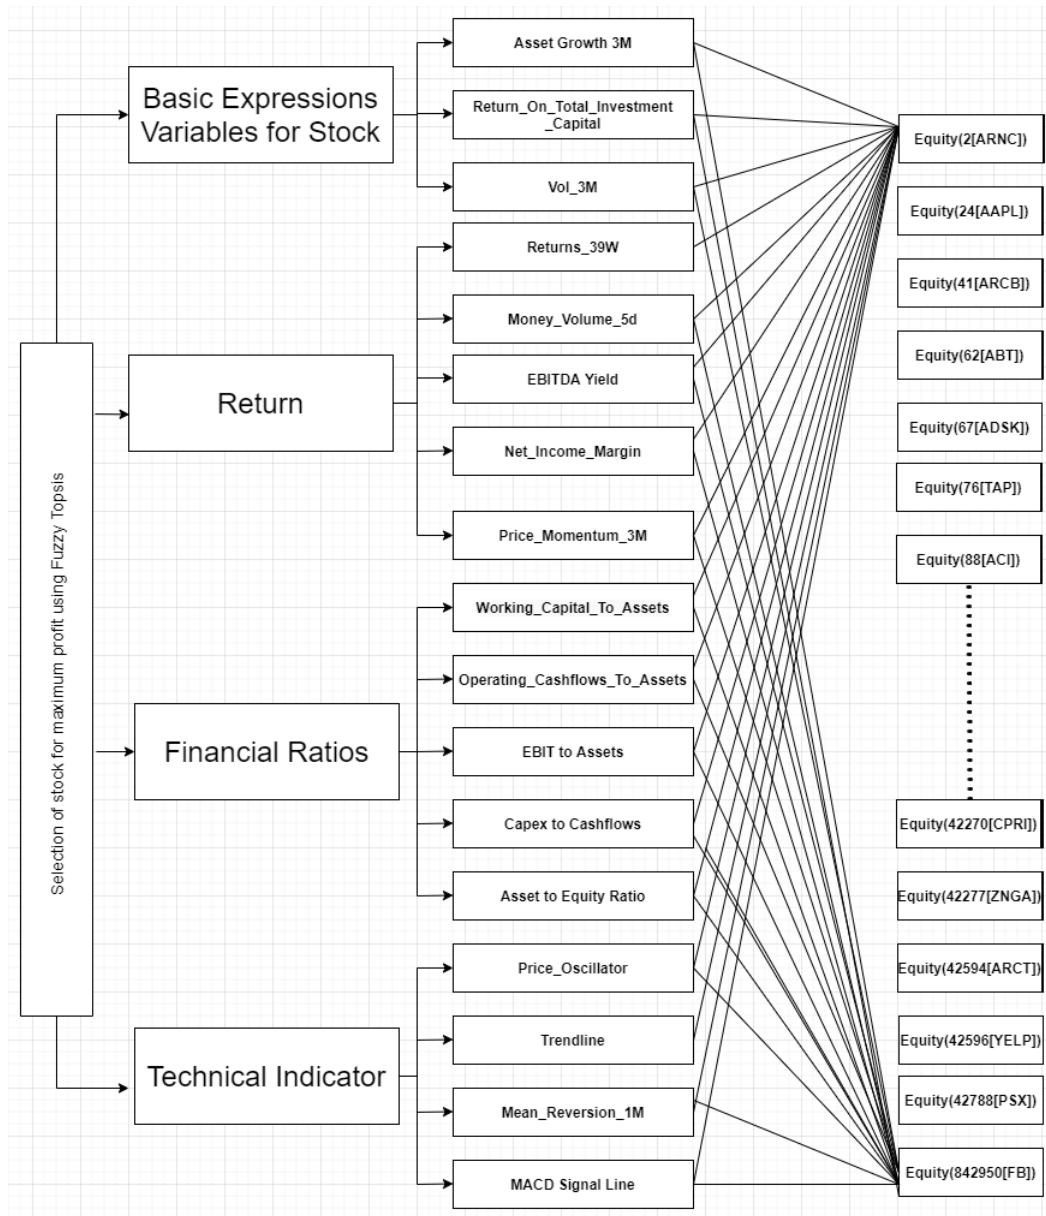 Selection of stock for maximum profit using Fuzzy Topsis
Basic Expressions
Variables for Stock
Return
Financial Ratios
Technical Indicator
Asset Growth 3M
Return_On_Total_Investment
_Capital
Vol_3M
Returns_39W
Money_Volume_5d
EBITDA Yield
Net_Income_Margin
Price_Momentum_3M
Working_Capital_To_Assets
Operating_Cashflows_To_Assets
EBIT to Assets
Capex to Cashflows
Asset to Equity Ratio
Price_Oscillator
Trendline
Mean_Reversion_1M
MACD Signal Line
Equity(2[ARNC])
Equity(24[AAPL])
Equity(41[ARCB])
Equity(62[ABT])
Equity(67[ADSK])
Equity(76[TAP])
Equity(88[ACI])
Equity(42270[CPRI])
Equity(42277[ZNGA])
Equity(42594[ARCT])
Equity(42596[YELP])
Equity(42788[PSX])
Equity(842950[FB])